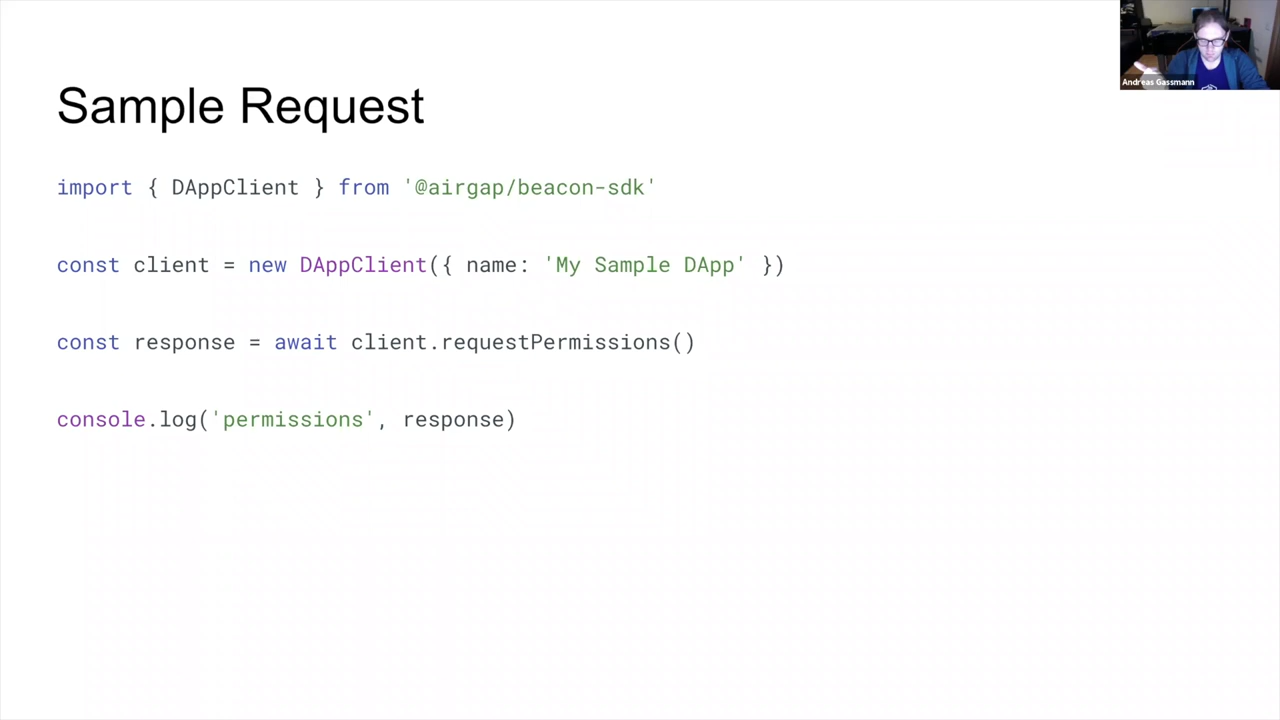 Andreas Gassmann
Sample Request
import { DAppClient } from '@airgap/beacon-sdk'
const client = new DAppClient({ name: 'My Sample DApp' })
const response = await client.requestPermissions()
console.log('permissions', response)